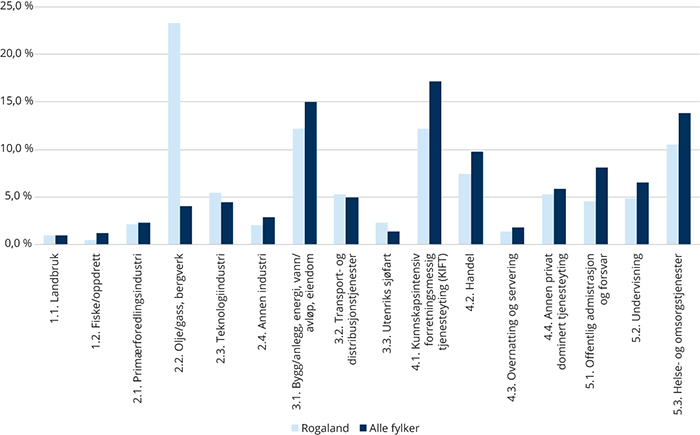 25,0 %
20,0 %
15,0 %
10,0 %
5,0 %
0,0 %
1.1. Landbruk
1.2. Fiske/oppdrett
2.1. Primærforedlingsindustri
2.2. Olje/gass, bergverk
2.3. Teknologiindustri
2.4. Annen industri
3.1. Bygg/anlegg, energi, vann/
avløp, eiendom
3.2. Transport- og
distribusjonstjenester
3.3. Utenriks sjøfart
4.1. Kunnskapsintensiv
forretningsmessig
tjenesteyting (KIFT)
4.2. Handel
4.3. Overnatting og servering
4.4. Annen privat
dominert tjenesteyting
5.1. Offentlig admistrasjon
og forsvar
5.2. Undervisning
5.3. Helse- og omsorgstjenester
Rogaland
Alle fylker